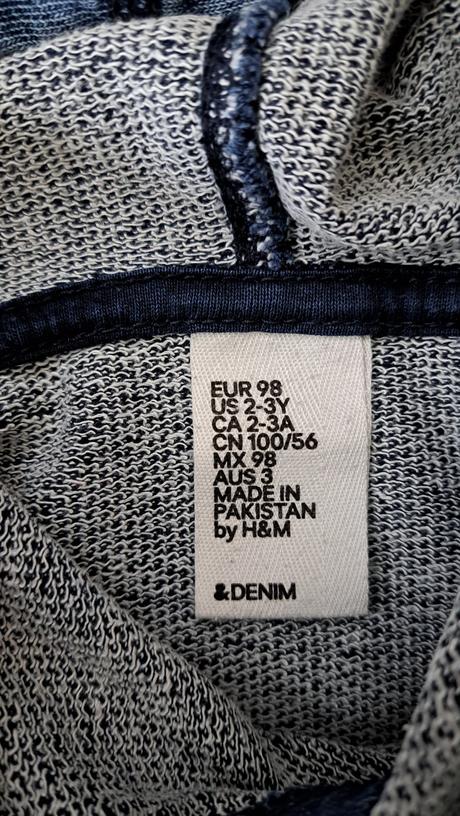 EUR 98
US 2-3Y
CA 2-3A
CN 100/56
MX 98
AUS 3
MADE IN
PAKISTAN
by H&M
&DENIM